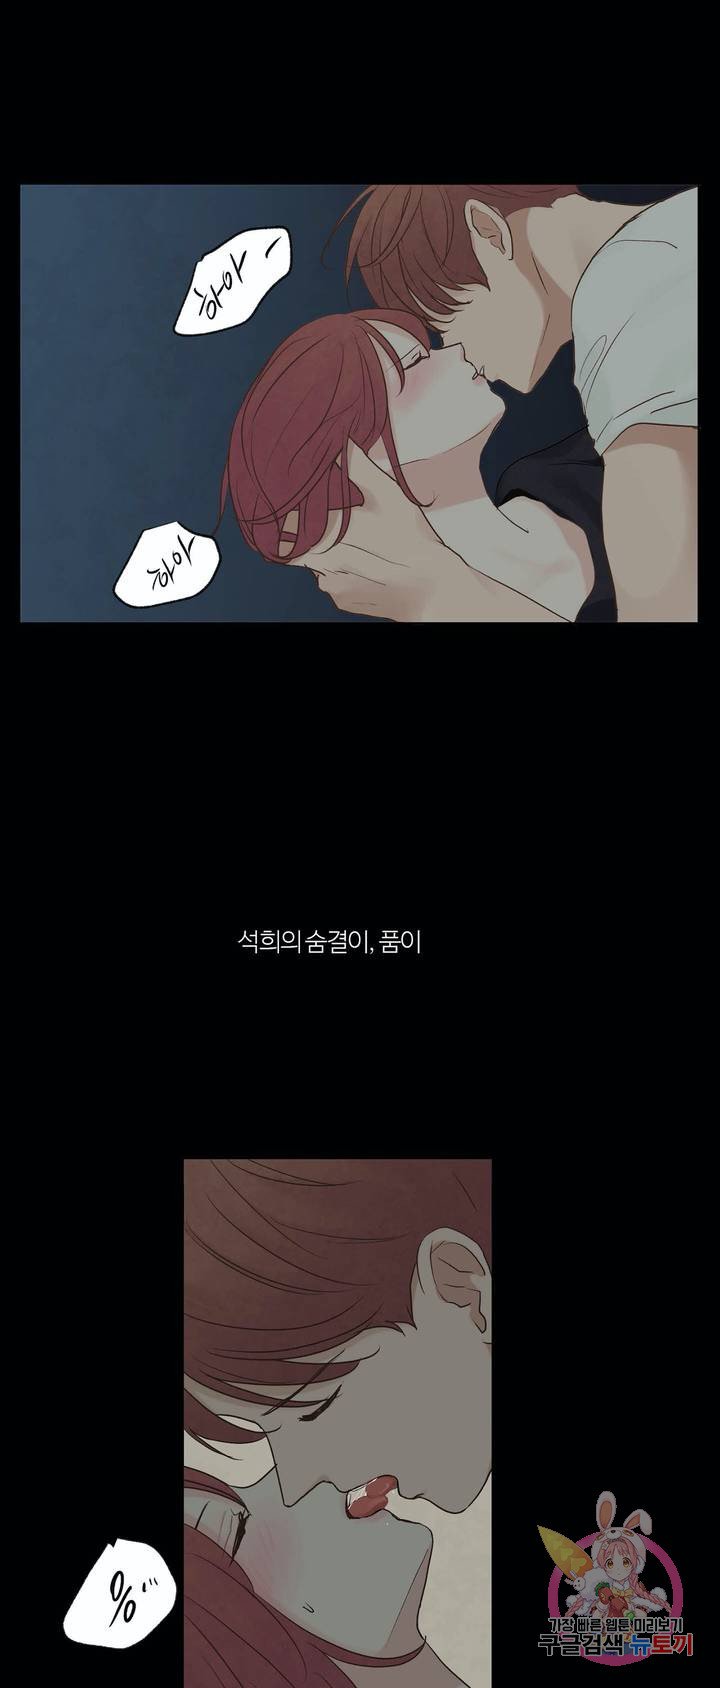 하아-
하아
석희의 숨결이, 품이
응...
가장 빠른 웹툰 미리보기
구글검색 뉴토끼